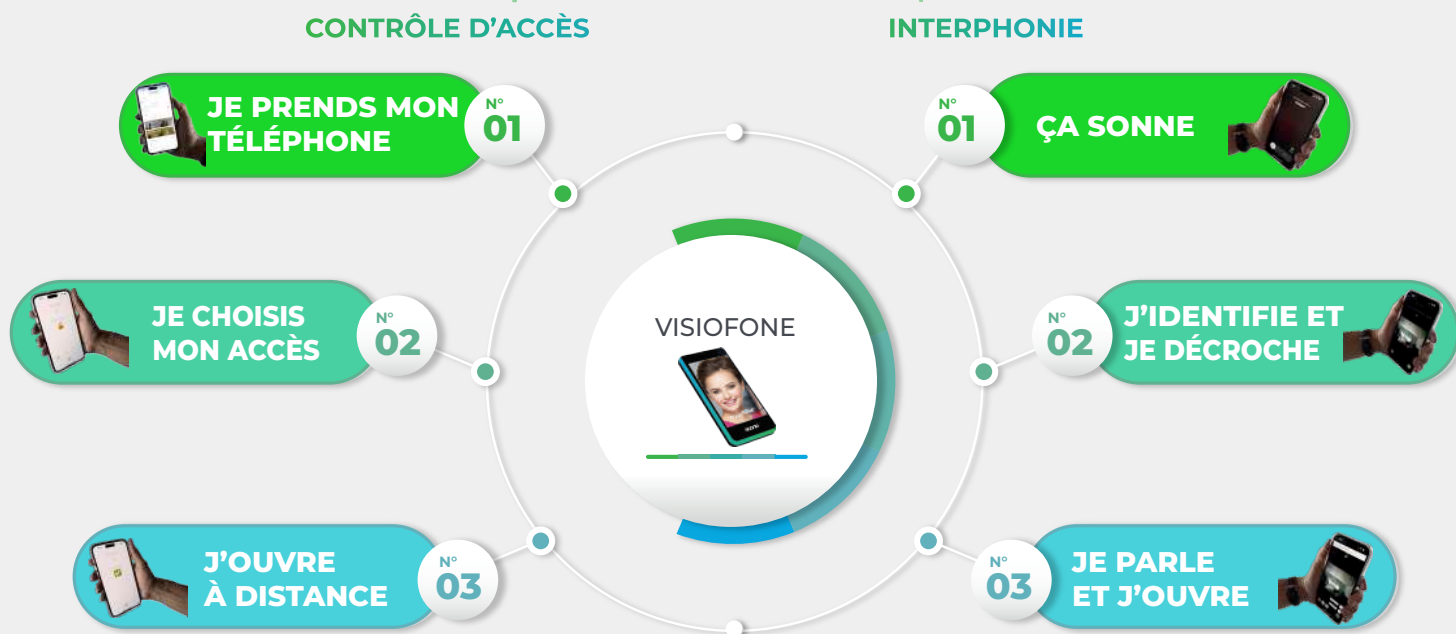 CONTRÔLE D’ACCÈS
JE PRENDS MON
TÉLÉPHONE
N°
01
N°
02
JE CHOISIS
MON ACCÈS
N°
03
J’OUVRE
À DISTANCE
VISIOFONE
INTERPHONIE
N°
01
ÇA SONNE
N°
02
J’IDENTIFIE ET
JE DÉCROCHE
N°
03
JE PARLE
ET J’OUVRE